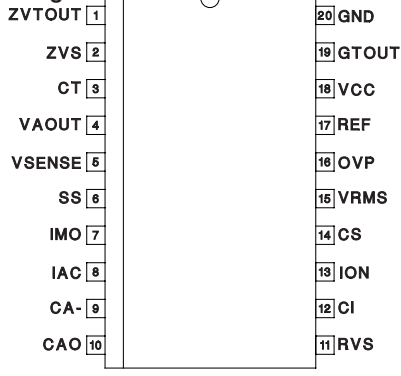 ZVTOUT 1 20 GND
ZVS 2 19 GTOUT
CT 3 18 VCC
VAOUT 4 17 REF
VSENSE 5 16 OVP
SS 6 15 VRMS
IMO 7 14 CS
IAC 8 13 ION
CA- 9 12 CI
CAO 10 11 RVS